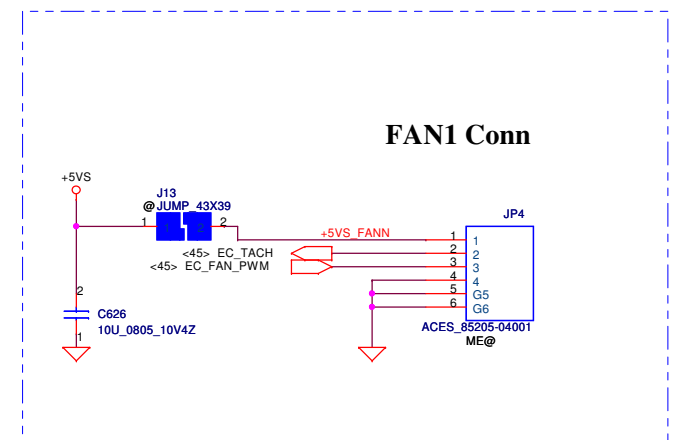 FAN1 Conn
+5VS
J13
@ JUMP_43X39
1 1 2 2
+5VS_FANN
<45> EC_TACH
<45> EC_FAN_PWM
JP4
1 1
2 2
3 3
4 4
5 G5
6 G6
ACES_85205-04001
ME@
2
C626
10U_0805_10V4Z
1